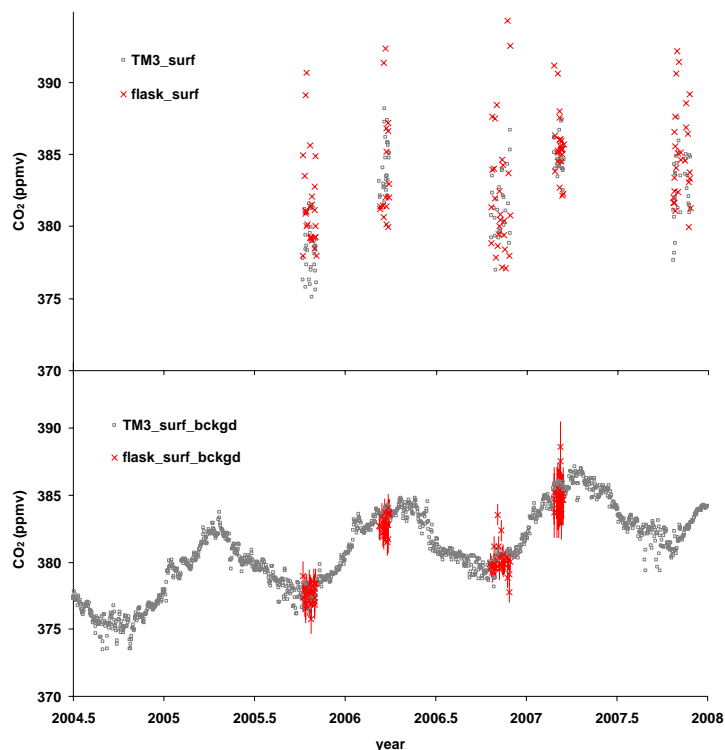 TM3_surf
flask_surf
390
385
380
375
370
CO₂ (ppmv)
TM3_surf_bckgd
flask_surf_bckgd
390
385
380
375
370
CO₂ (ppmv)
2004.5 2005 2005.5 2006 2006.5 2007 2007.5 2008
year